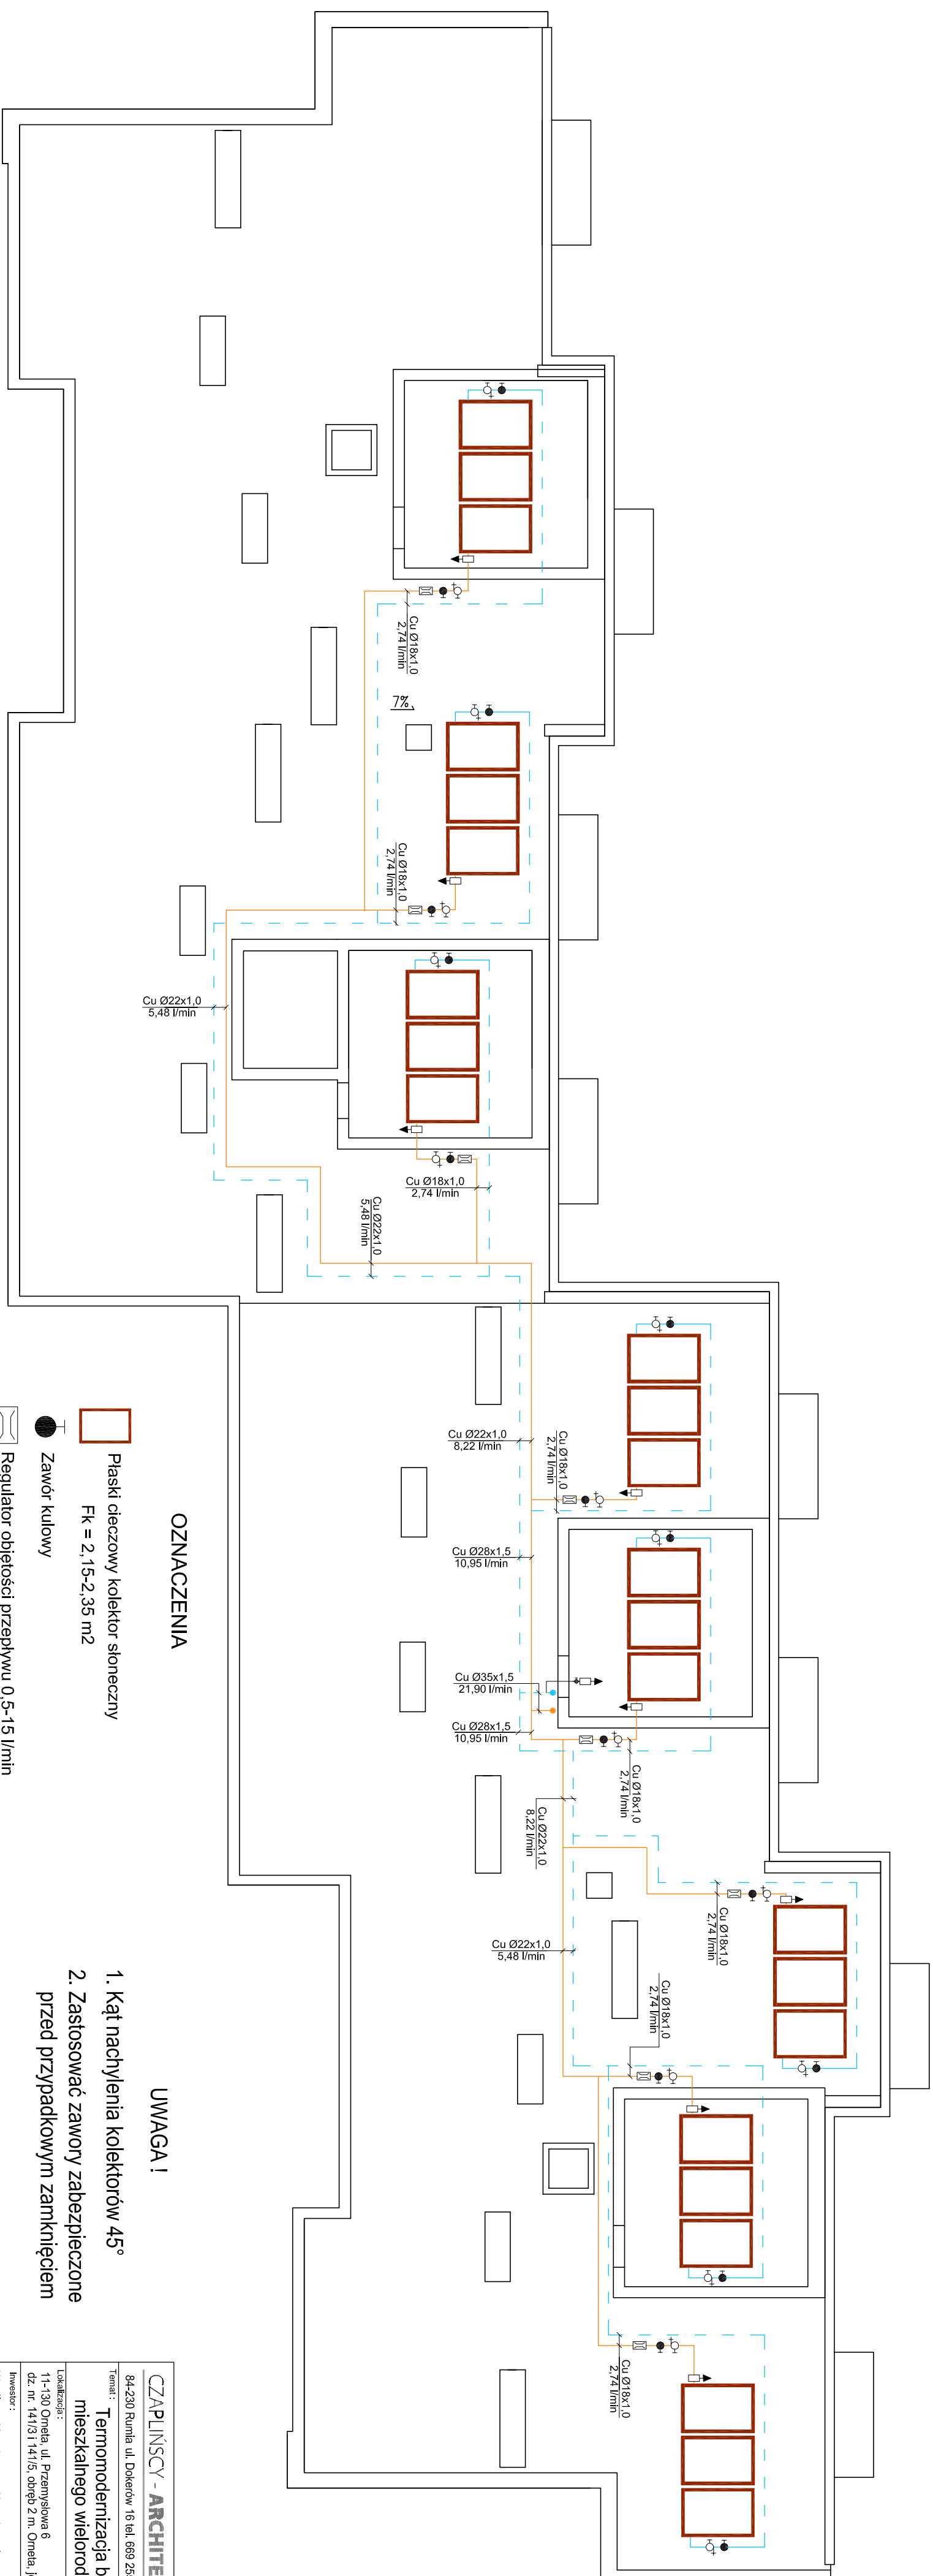 Cu Ø18x1,0
2,74 l/min
7%
Cu Ø18x1,0
2,74 l/min
Cu Ø22x1,0
5,48 l/min
Cu Ø18x1,0
2,74 l/min
Cu Ø22x1,0
5,48 l/min
Cu Ø22x1,0
8,22 l/min
Cu Ø18x1,0
2,74 l/min
Cu Ø28x1,5
10,95 l/min
Cu Ø35x1,5
21,90 l/min
Cu Ø28x1,5
10,95 l/min
Cu Ø18x1,0
2,74 l/min
Cu Ø22x1,0
8,22 l/min
Cu Ø18x1,0
2,74 l/min
Cu Ø22x1,0
5,48 l/min
Cu Ø18x1,0
2,74 l/min
Cu Ø18x1,0
2,74 l/min
OZNACZENIA
Płaski cieczowy kolektor słoneczny
Fk = 2,15-2,35 m2
Zawór kulowy
Regulator objętości przepływu 0,5-15 l/min
UWAGA !
1. Kąt nachylenia kolektorów 45°
2. Zastosować zawory zabezpieczone
przed przypadkowym zamknięciem
CZAPLIŃSCY - ARCHITE
84-230 Rumia ul. Dokerów 16 tel. 669 25
Temat :
Termomodernizacja b
mieszkalnego wielorod
Lokalizacja :
11-130 Orneta, ul. Przemysłowa 6
dz. nr. 141/3 i 141/5, obręb 2 m. Orneta, j
Inwestor :